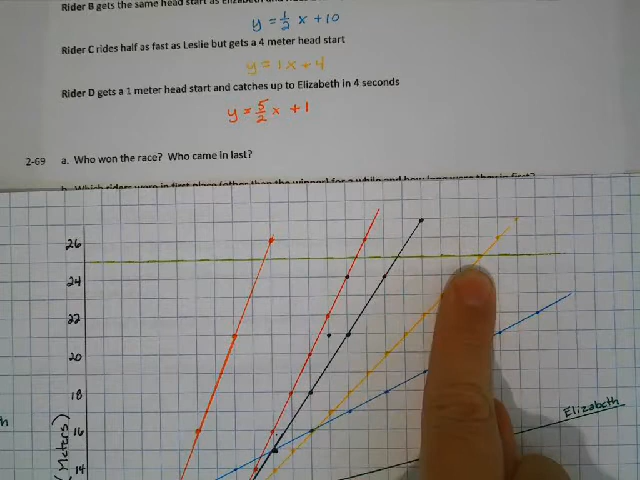 Rider B gets the same head start as
y = 1/2 x + 10
Rider C rides half as fast as Leslie but gets a 4 meter head start
y = 1x + 4
Rider D gets a 1 meter head start and catches up to Elizabeth in 4 seconds
y = 5/2 x + 1
2-69 a. Who won the race? Who came in last?
26
24
22
20
18
16
14
(Meters)
Elizabeth